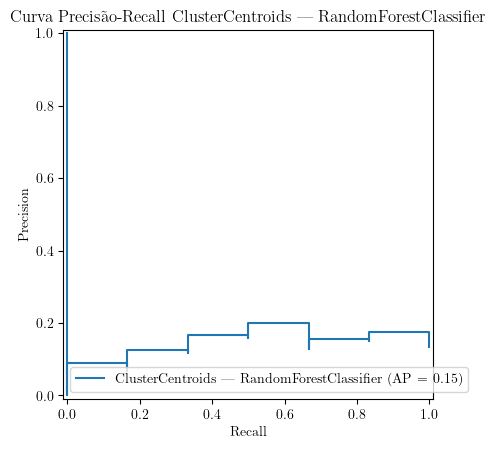 Curva Precisão-Recall ClusterCentroids — RandomForestClassifier
1.0
0.8
0.6
0.4
0.2
0.0
Precision
ClusterCentroids — RandomForestClassifier (AP = 0.15)
0.0 0.2 0.4 0.6 0.8 1.0
Recall